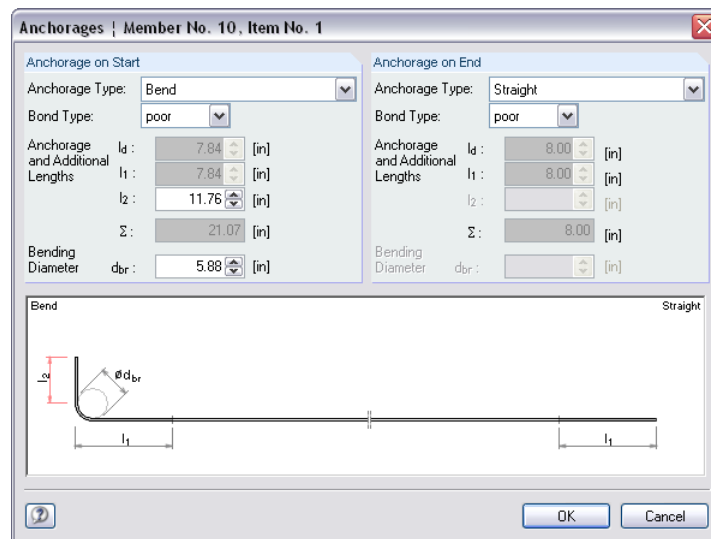 Anchorages ¦ Member No. 10, Item No. 1
Anchorage on Start
Anchorage Type: Bend
Bond Type: poor
Anchorage and Additional Lengths
ld : 7.84 [in]
l1 : 7.84 [in]
l2 : 11.76 [in]
Σ : 21.07 [in]
Bending Diameter dbr : 5.88 [in]
Anchorage on End
Anchorage Type: Straight
Bond Type: poor
Anchorage and Additional Lengths
ld : 8.00 [in]
l1 : 8.00 [in]
l2 : [in]
Σ : 8.00 [in]
Bending Diameter dbr : [in]
Bend
Straight
l2
Ødbr
l1
l1
OK
Cancel